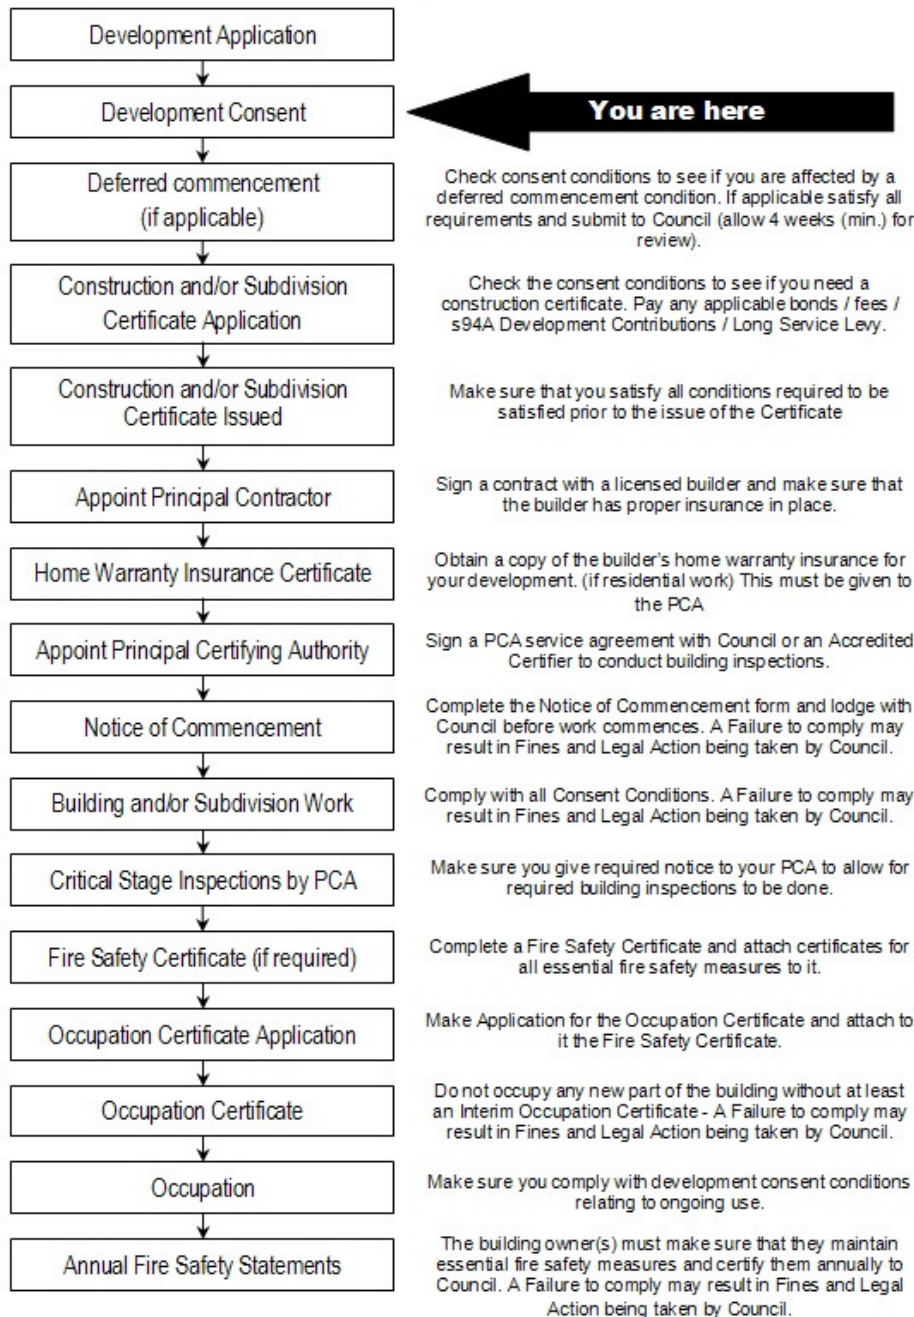 Development Application
Development Consent
You are here
Deferred commencement
(if applicable)
Check consent conditions to see if you are affected by a
deferred commencement condition. If applicable satisfy all
requirements and submit to Council (allow 4 weeks (min.) for
review).
Construction and/or Subdivision
Certificate Application
Check the consent conditions to see if you need a
construction certificate. Pay any applicable bonds / fees /
s94A Development Contributions / Long Service Levy.
Construction and/or Subdivision
Certificate Issued
Make sure that you satisfy all conditions required to be
satisfied prior to the issue of the Certificate
Appoint Principal Contractor
Sign a contract with a licensed builder and make sure that
the builder has proper insurance in place.
Home Warranty Insurance Certificate
Obtain a copy of the builder's home warranty insurance for
your development. (if residential work) This must be given to
the PCA
Appoint Principal Certifying Authority
Sign a PCA service agreement with Council or an Accredited
Certifier to conduct building inspections.
Notice of Commencement
Complete the Notice of Commencement form and lodge with
Council before work commences. A Failure to comply may
result in Fines and Legal Action being taken by Council.
Building and/or Subdivision Work
Comply with all Consent Conditions. A Failure to comply may
result in Fines and Legal Action being taken by Council.
Critical Stage Inspections by PCA
Make sure you give required notice to your PCA to allow for
required building inspections to be done.
Fire Safety Certificate (if required)
Complete a Fire Safety Certificate and attach certificates for
all essential fire safety measures to it.
Occupation Certificate Application
Make Application for the Occupation Certificate and attach to
it the Fire Safety Certificate.
Occupation Certificate
Do not occupy any new part of the building without at least
an Interim Occupation Certificate - A Failure to comply may
result in Fines and Legal Action being taken by Council.
Occupation
Make sure you comply with development consent conditions
relating to ongoing use.
Annual Fire Safety Statements
The building owner(s) must make sure that they maintain
essential fire safety measures and certify them annually to
Council. A Failure to comply may result in Fines and Legal
Action being taken by Council.